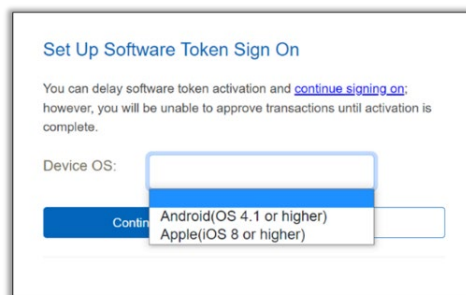 Set Up Software Token Sign On
You can delay software token activation and continue signing on;
however, you will be unable to approve transactions until activation is
complete.
Device OS:
Android(OS 4.1 or higher)
Apple(iOS 8 or higher)